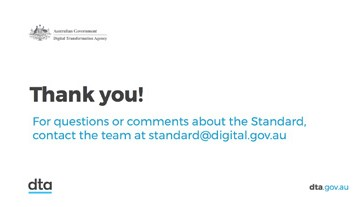 Australian Government
Digital Transformation Agency
Thank you!
For questions or comments about the Standard,
contact the team at standard@digital.gov.au
dta
dta.gov.au